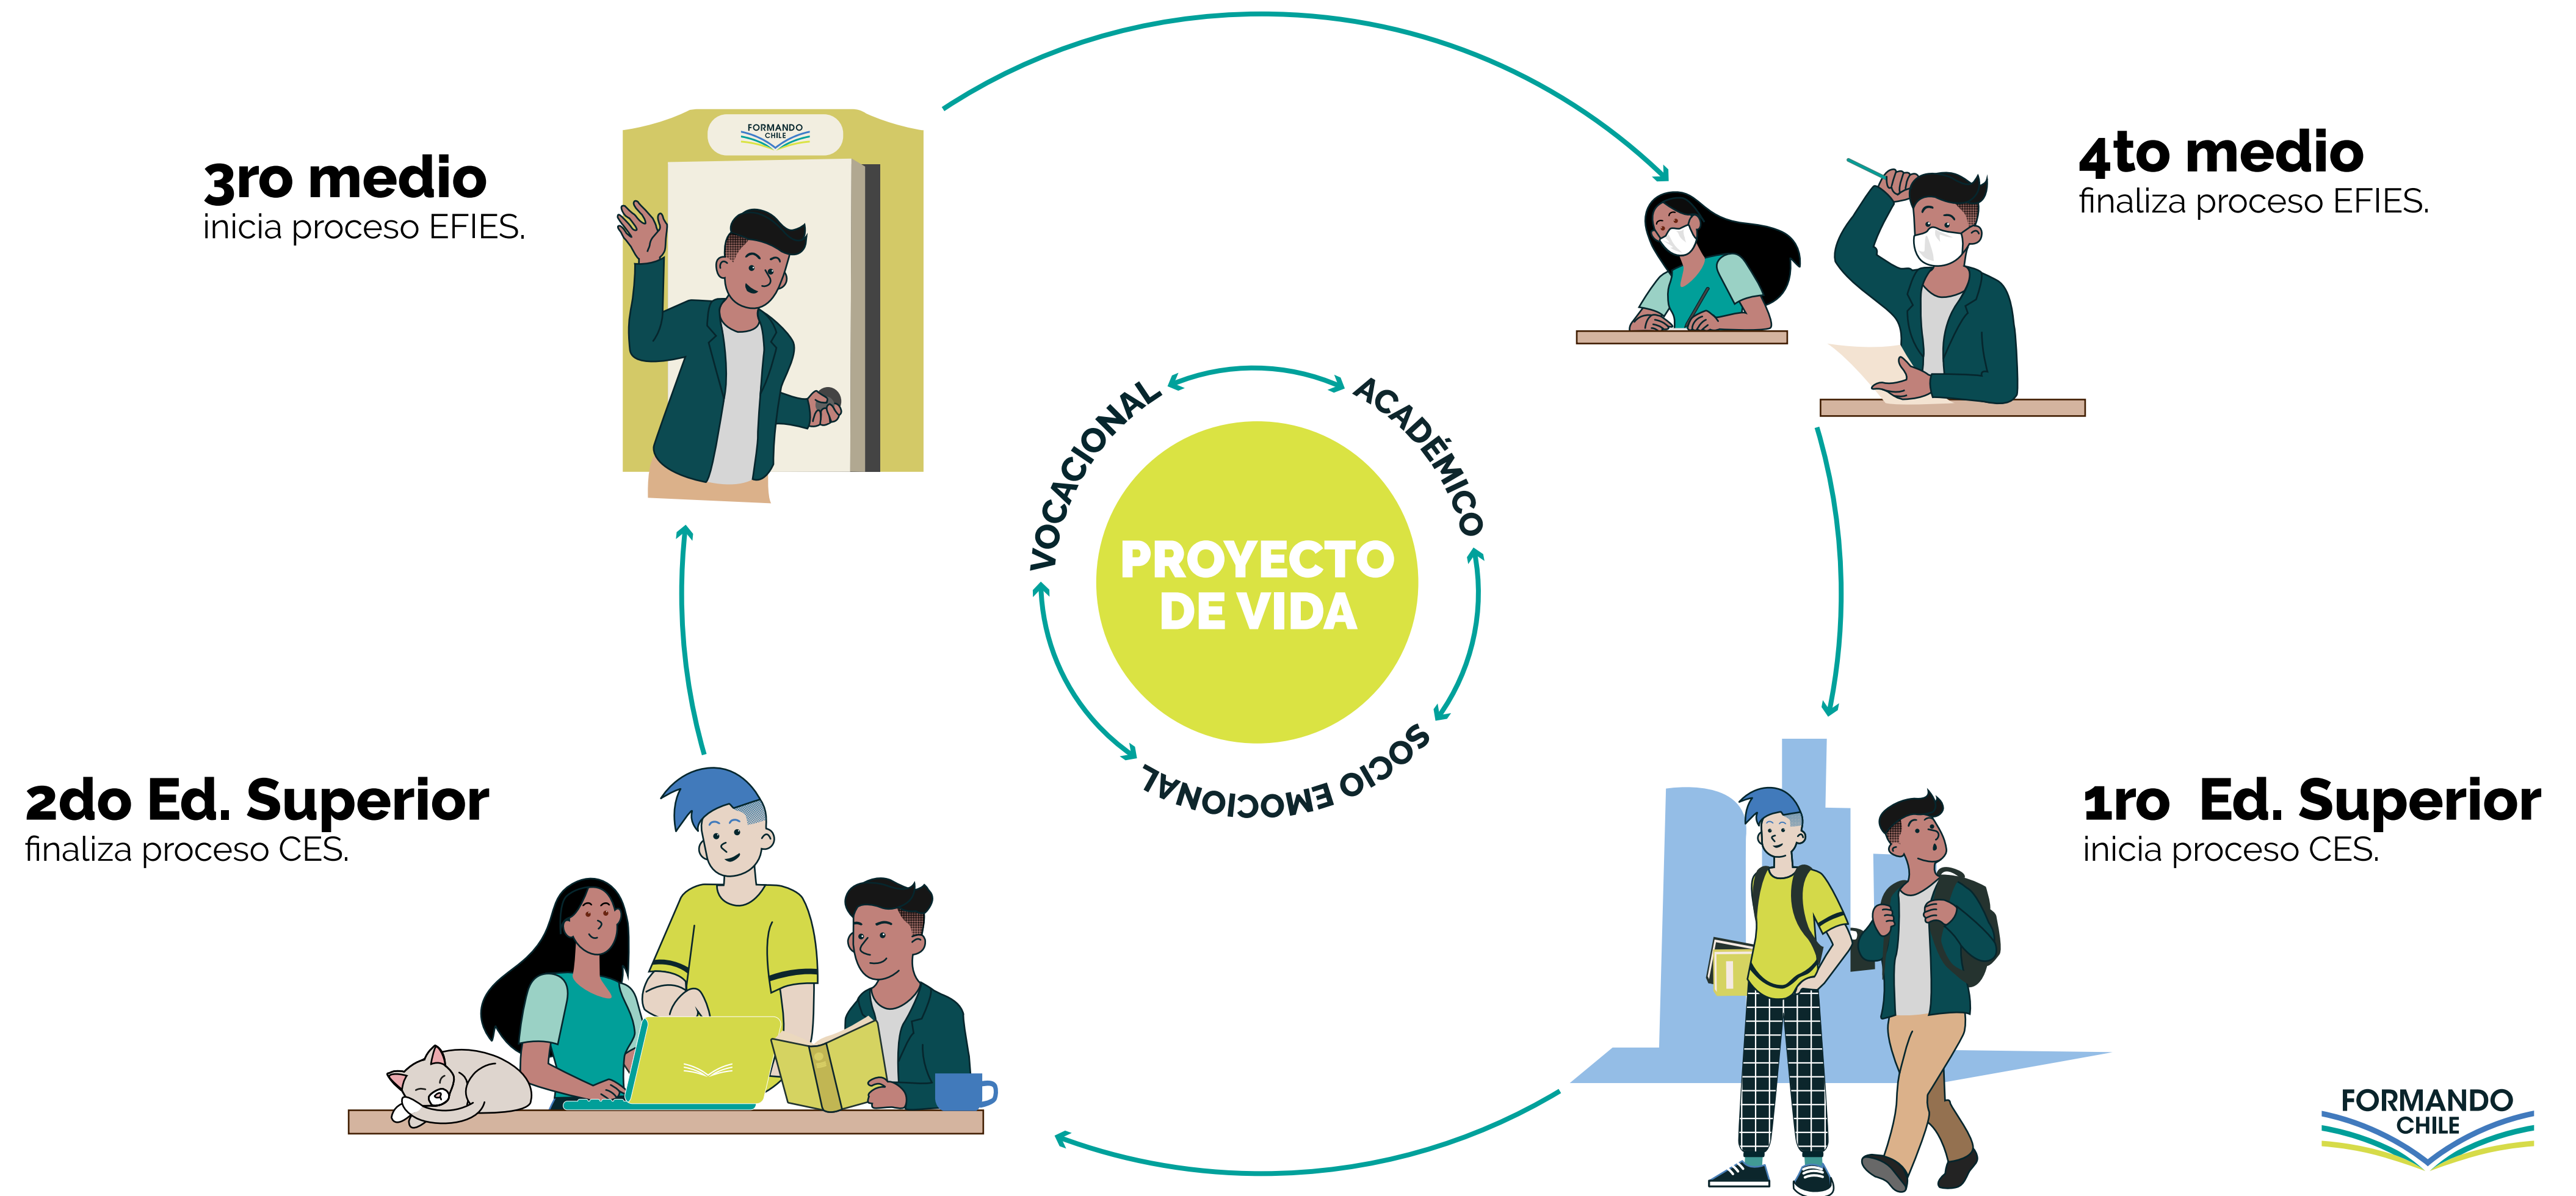 FORMANDO
CHILE
3ro medio
inicia proceso EFIES.
4to medio
finaliza proceso EFIES.
VOCACIONAL
ACADÉMICO
SOCIO EMOCIONAL
PROYECTO
DE VIDA
2do Ed. Superior
finaliza proceso CES.
1ro  Ed. Superior
inicia proceso CES.
FORMANDO
CHILE